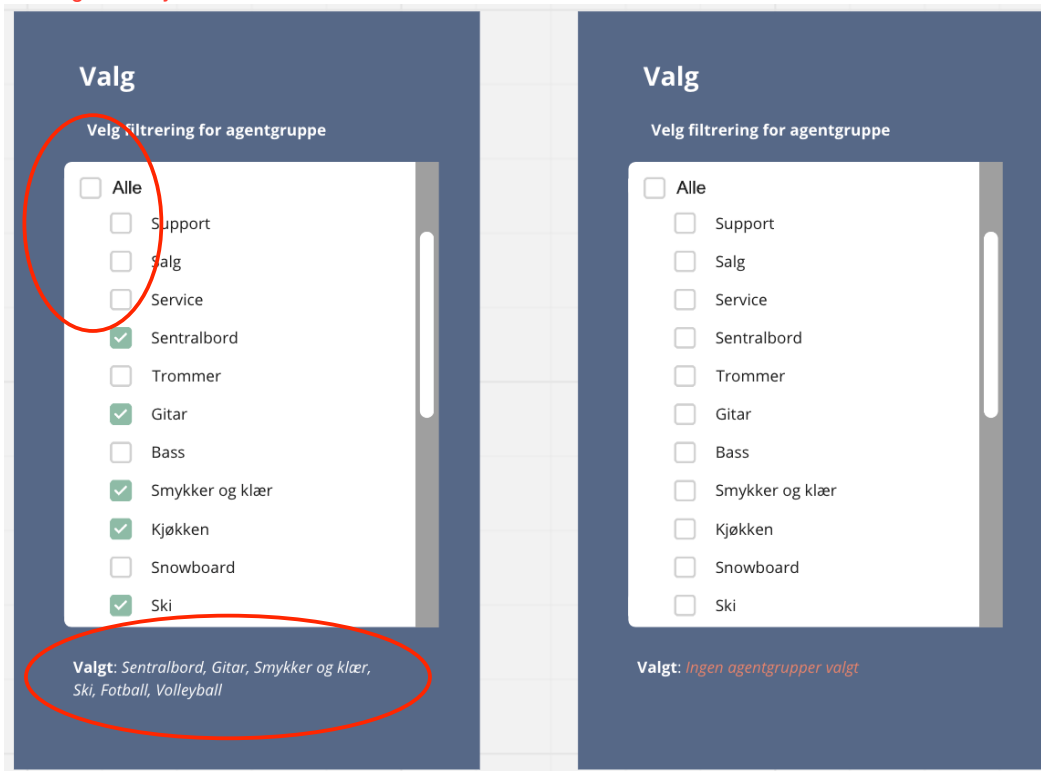 Valg
Velg filtrering for agentgruppe
Alle
Support
Salg
Service
Sentralbord
Trommer
Gitar
Bass
Smykker og klær
Kjøkken
Snowboard
Ski
Valgt: Sentralbord, Gitar, Smykker og klær,
Ski, Fotball, Volleyball
Valg
Velg filtrering for agentgruppe
Alle
Support
Salg
Service
Sentralbord
Trommer
Gitar
Bass
Smykker og klær
Kjøkken
Snowboard
Ski
Valgt: Ingen agentgrupper valgt